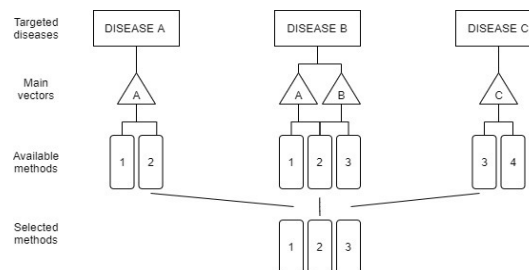 Targeted
diseases
DISEASE A
DISEASE B
DISEASE C
Main
vectors
A
A
B
C
Available
methods
1
2
1
2
3
3
4
Selected
methods
1
2
3